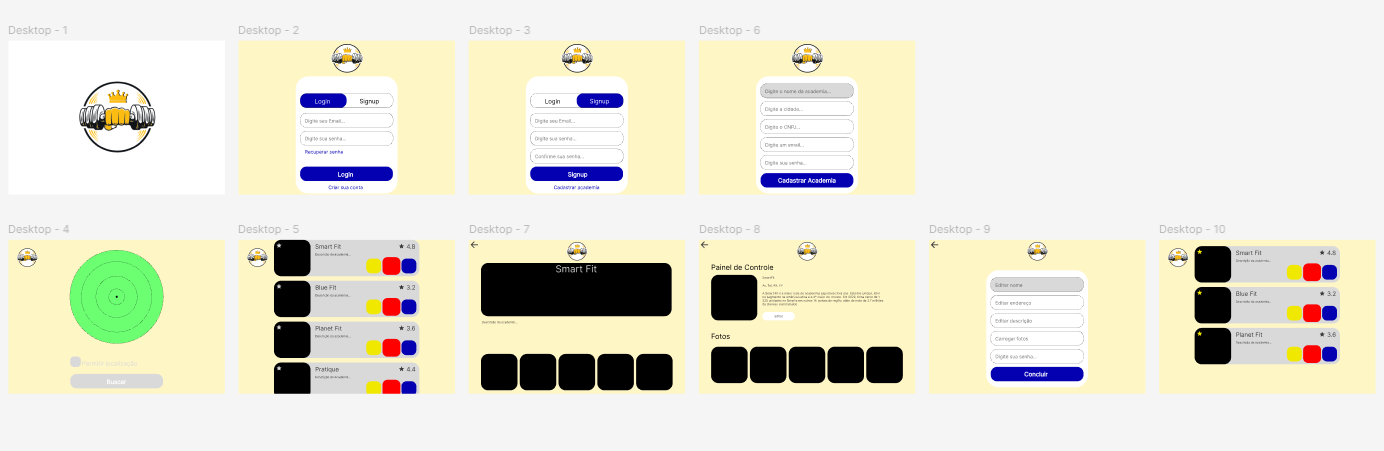 Desktop - 1
Desktop - 2
Desktop - 3
Desktop - 6
Login
Signup
Digite seu Email...
Digite sua senha...
Recuperar senha
Login
Criar sua conta
Login
Signup
Digite seu Email...
Digite sua senha...
Confirme sua senha...
Signup
Cadastrar academia
Digite o nome da academia...
Digite a cidade...
Digite o CNPJ...
Digite um email...
Digite sua senha...
Cadastrar Academia
Desktop - 4
Desktop - 5
Desktop - 7
Desktop - 8
Desktop - 9
Desktop - 10
Permitir localização
Buscar
Smart Fit
★ 4.8
Descrição da academia...
Blue Fit
★ 3.2
Descrição da academia...
Planet Fit
★ 3.6
Descrição da academia...
Pratique
★ 4.4
Descrição da academia...
Smart Fit
Descrição da academia...
Painel de Controle
Smart Fit
Fotos
Editar nome
Editar endereço
Editar descrição
Carregar fotos
Digite sua senha...
Concluir
Smart Fit
★ 4.8
Descrição da academia...
Blue Fit
★ 3.2
Descrição da academia...
Planet Fit
★ 3.6
Descrição da academia...